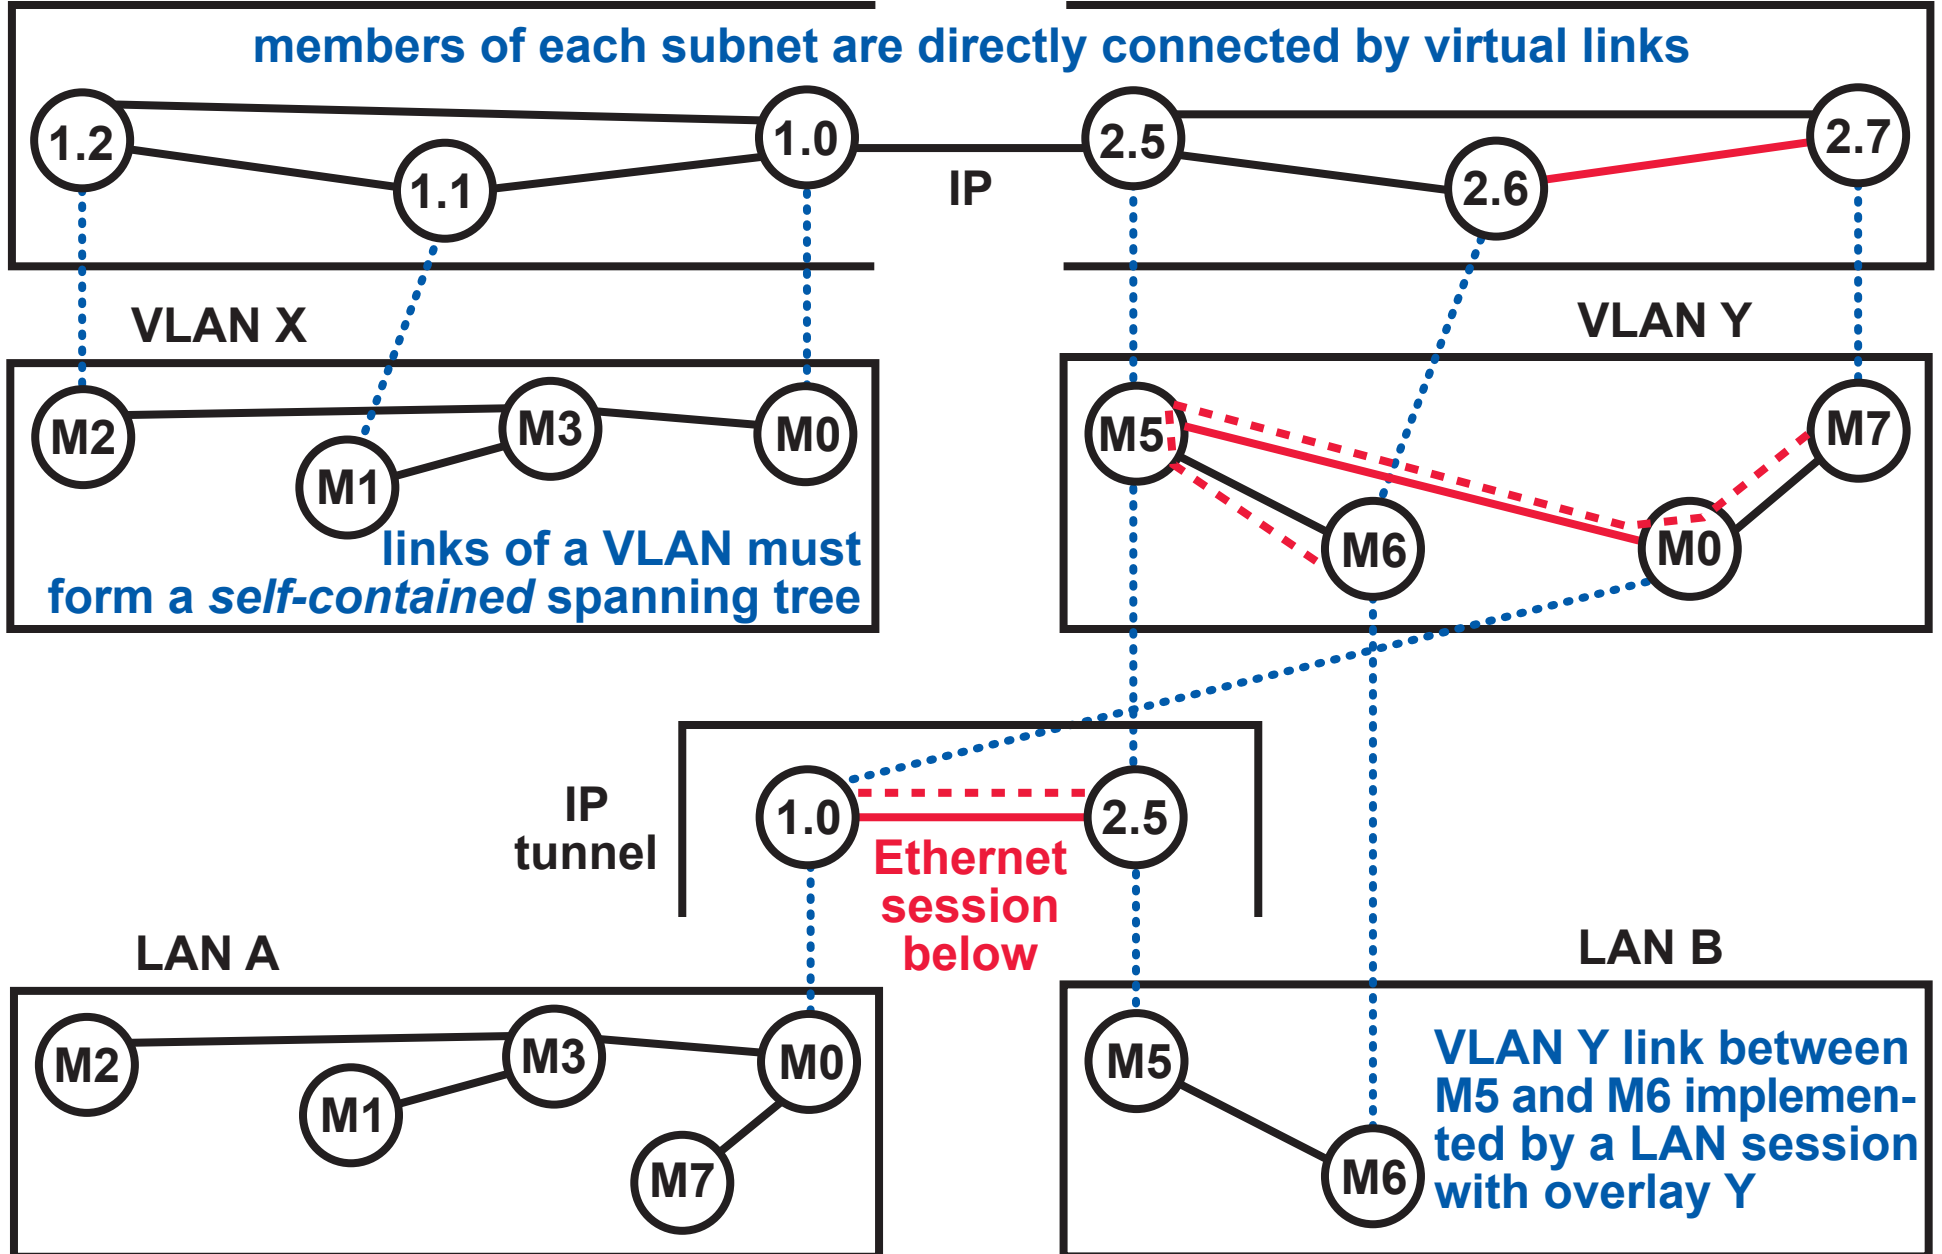 members of each subnet are directly connected by virtual links
1.2
1.1
1.0
IP
2.5
2.6
2.7
VLAN X
VLAN Y
M2
M1
M3
M0
links of a VLAN must
form a self-contained spanning tree
M5
M6
M0
M7
IP
tunnel
1.0
2.5
Ethernet
session
below
LAN A
LAN B
M2
M1
M3
M0
M7
M5
M6
VLAN Y link between
M5 and M6 implemen-
ted by a LAN session
with overlay Y